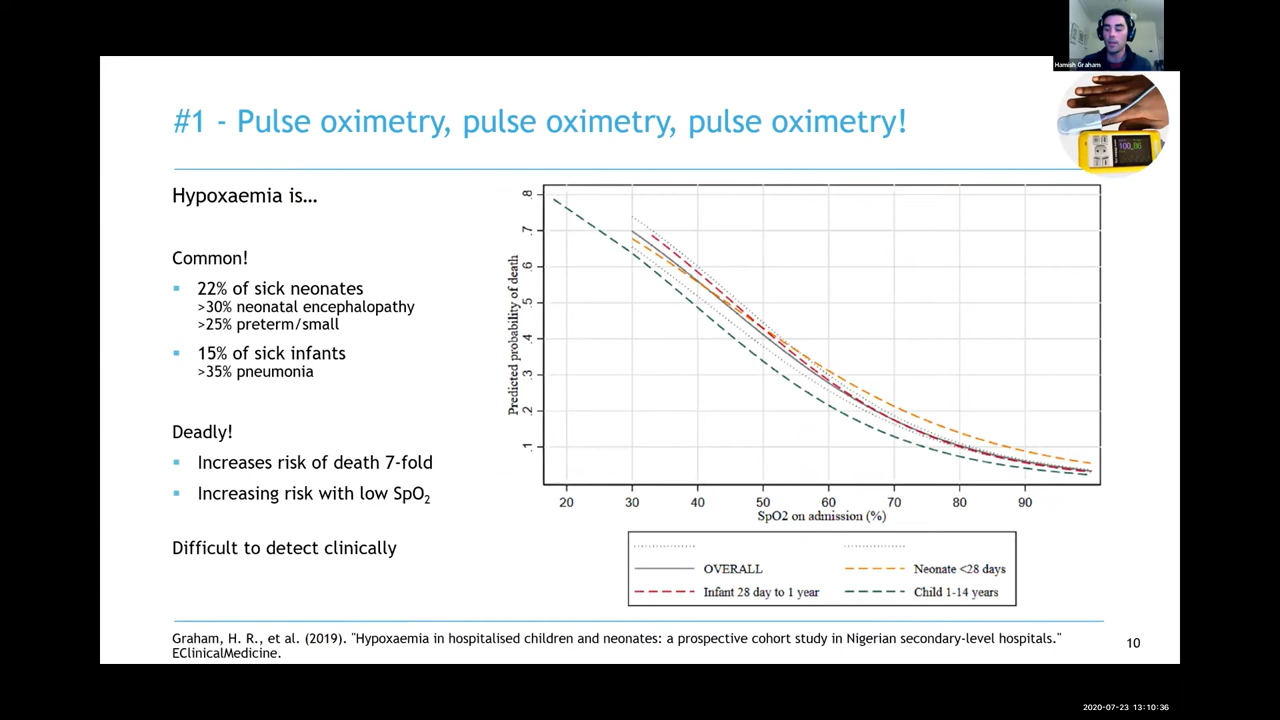 Hamish Graham
#1 - Pulse oximetry, pulse oximetry, pulse oximetry!
100 86
Hypoxaemia is…
Common!
22% of sick neonates
>30% neonatal encephalopathy
>25% preterm/small
15% of sick infants
>35% pneumonia
Deadly!
Increases risk of death 7-fold
Increasing risk with low SpO₂
Difficult to detect clinically
Predicted probability of death
.8
.7
.6
.5
.4
.3
.2
.1
20 30 40 50 60 70 80 90
SpO2 on admission (%)
OVERALL
Neonate <28 days
Infant 28 day to 1 year
Child 1-14 years
Graham, H. R., et al. (2019). "Hypoxaemia in hospitalised children and neonates: a prospective cohort study in Nigerian secondary-level hospitals."
EClinicalMedicine.
10
2020-07-23 13:10:36